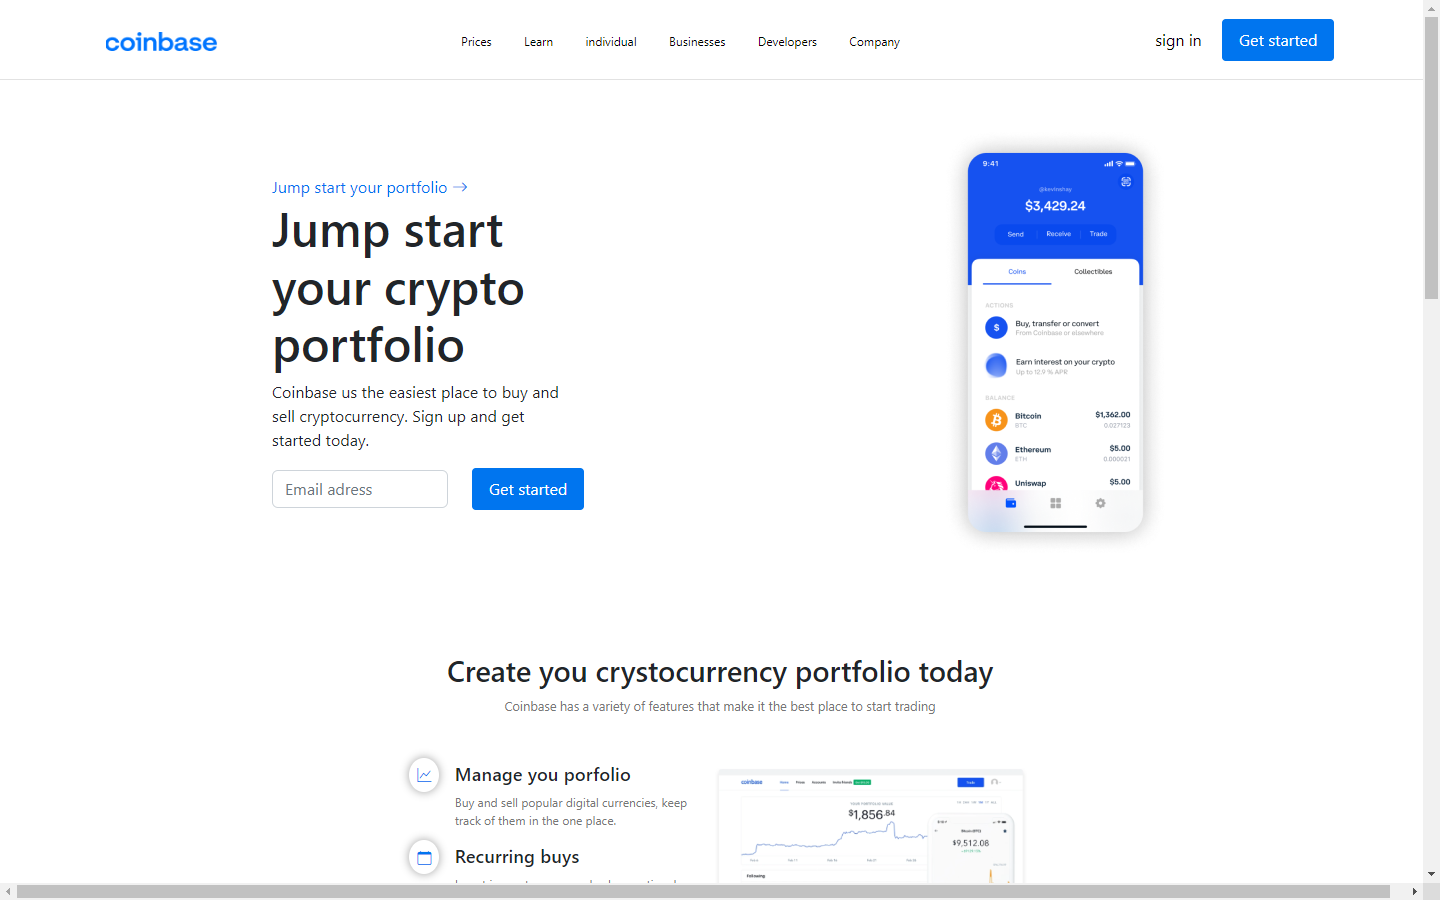 coinbase
Prices Learn individual Businesses Developers Company
sign in Get started
Jump start your portfolio →
Jump start
your crypto
portfolio
Coinbase us the easiest place to buy and
sell cryptocurrency. Sign up and get
started today.
Email adress Get started
9:41
@kevinshay
$3,429.24
Send Receive Trade
Coins Collectibles
ACTIONS
Buy, transfer or convert
From Coinbase or elsewhere
Earn interest on your crypto
Up to 12.9 % APR
BALANCE
Bitcoin $1,362.00
BTC 0.027123
Ethereum $5.00
ETH 0.000021
Uniswap $5.00
Create you crystocurrency portfolio today
Coinbase has a variety of features that make it the best place to start trading
Manage you porfolio
Buy and sell popular digital currencies, keep
track of them in the one place.
Recurring buys
coinbase Home Prices Trade
YOUR PORTFOLIO VALUE
$1,856.84
Bitcoin (BTC)
$9,512.08
Following